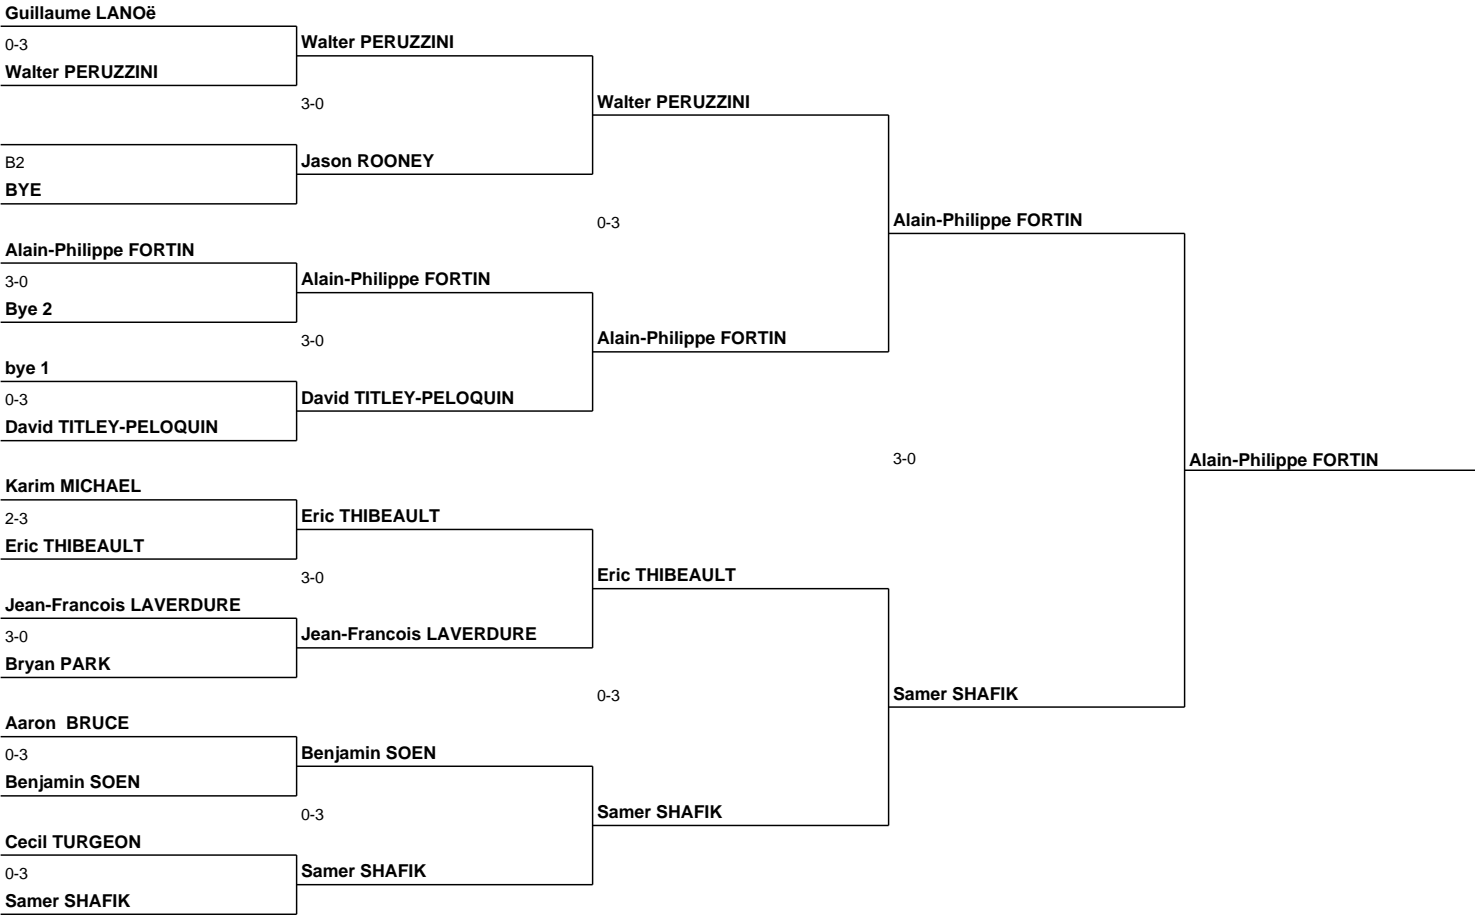 Guillaume LANOë
0-3
Walter PERUZZINI
B2
BYE
Alain-Philippe FORTIN
3-0
Bye 2
bye 1
0-3
David TITLEY-PELOQUIN
Karim MICHAEL
2-3
Eric THIBEAULT
Jean-Francois LAVERDURE
3-0
Bryan PARK
Aaron  BRUCE
0-3
Benjamin SOEN
Cecil TURGEON
0-3
Samer SHAFIK
Walter PERUZZINI
3-0
Jason ROONEY
Alain-Philippe FORTIN
3-0
David TITLEY-PELOQUIN
Eric THIBEAULT
3-0
Jean-Francois LAVERDURE
Benjamin SOEN
0-3
Samer SHAFIK
Walter PERUZZINI
0-3
Alain-Philippe FORTIN
Eric THIBEAULT
0-3
Samer SHAFIK
Alain-Philippe FORTIN
3-0
Samer SHAFIK
Alain-Philippe FORTIN